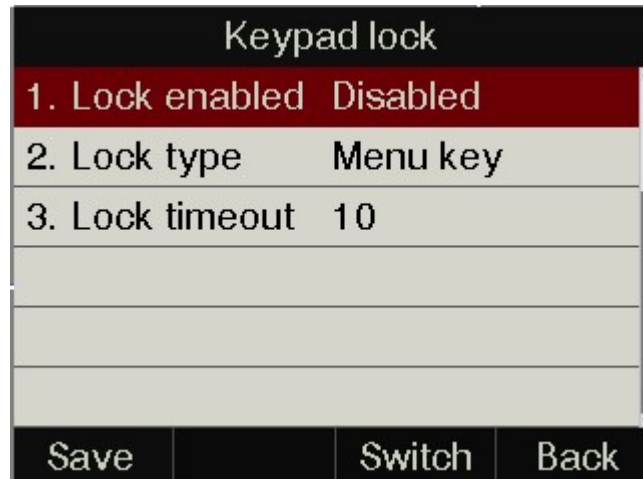 Keypad lock
1. Lock enabled Disabled
2. Lock type Menu key
3. Lock timeout 10
Save Switch Back